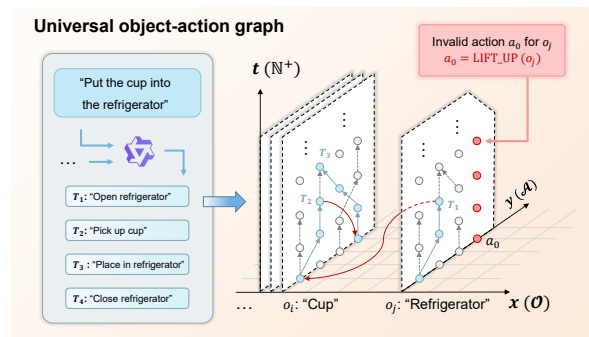 Universal object-action graph
"Put the cup into
the refrigerator"
...
T₁: "Open refrigerator"
T₂: "Pick up cup"
T₃ : "Place in refrigerator"
T₄: "Close refrigerator"
Invalid action a₀ for oⱼ
a₀ = LIFT_UP (oⱼ)
t (ℕ⁺)
...
...
...
...
T₃
T₂
T₁
y (𝒜)
a₀
...
oᵢ: "Cup"
oⱼ: "Refrigerator"
x (𝒪)